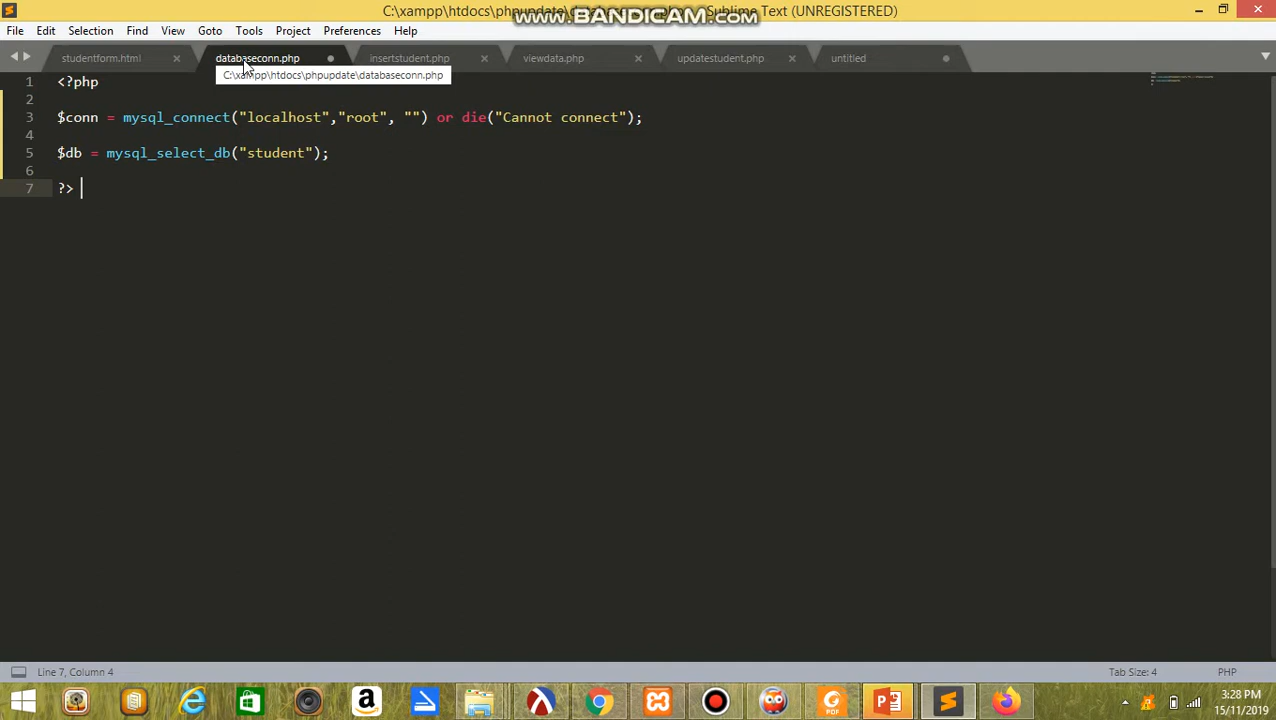 C:\xampp\htdocs\phpupdate\
Sublime Text (UNREGISTERED)
www.BANDICAM.com
File Edit Selection Find View Goto Tools Project Preferences Help
studentform.html databaseconn.php insertstudent.php viewdata.php updatestudent.php untitled
C:\xampp\htdocs\phpupdate\databaseconn.php
1 <?php
2
3 $conn = mysql_connect("localhost","root", "") or die("Cannot connect");
4
5 $db = mysql_select_db("student");
6
7 ?>
Line 7, Column 4 Tab Size: 4 PHP
PDF
3:28 PM
15/11/2019